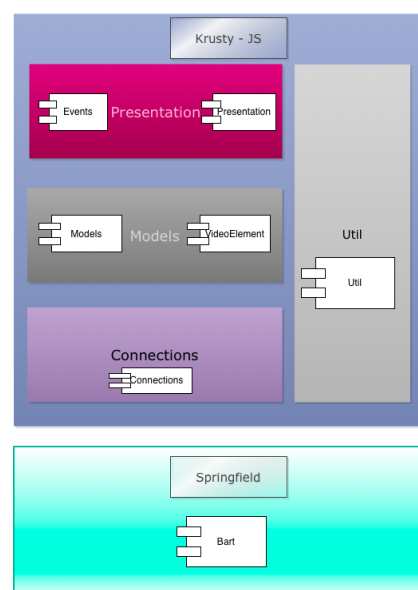 Krusty - JS
Events
Presentation
Presentation
Models
Models
VideoElement
Util
Util
Connections
Connections
Springfield
Bart